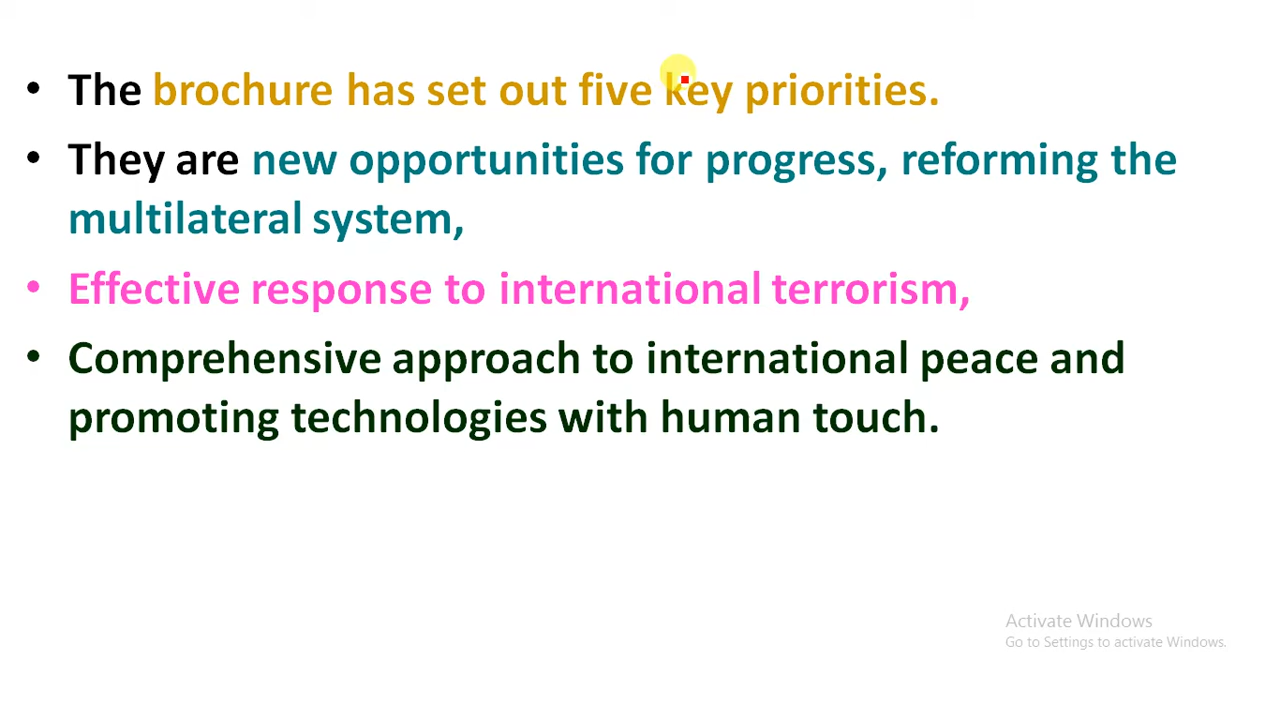 • The brochure has set out five key priorities.
• They are new opportunities for progress, reforming the
multilateral system,
• Effective response to international terrorism,
• Comprehensive approach to international peace and
promoting technologies with human touch.
Activate Windows
Go to Settings to activate Windows.